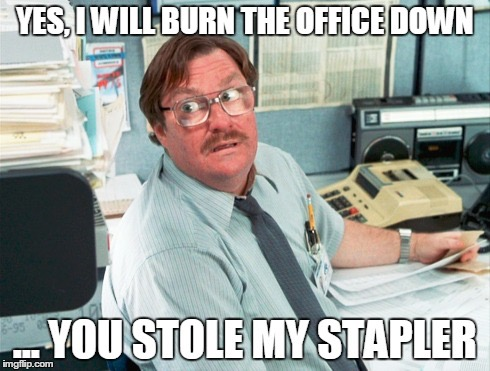 YES, I WILL BURN THE OFFICE DOWN
... YOU STOLE MY STAPLER
imgflip.com